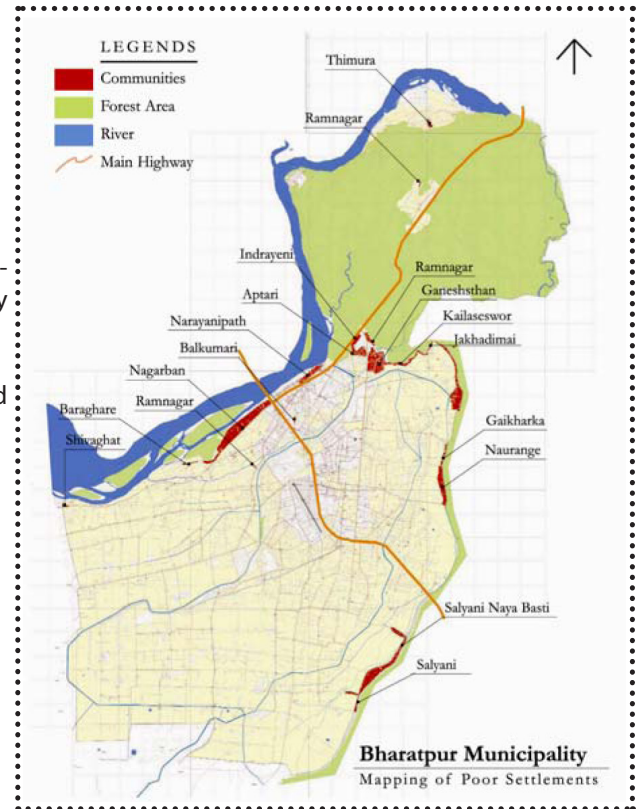 LEGENDS
Communities
Forest Area
River
Main Highway
Thimura
Ramnagar
Indrayeni
Ramnagar
Aptari
Ganeshsthan
Narayanipath
Kailaseswor
Balkumari
Jakhadimai
Nagarban
Ramnagar
Baraghare
Gaikharka
Shivaghat
Naurange
Salyani Naya Basti
Salyani
Bharatpur Municipality
Mapping of Poor Settlements